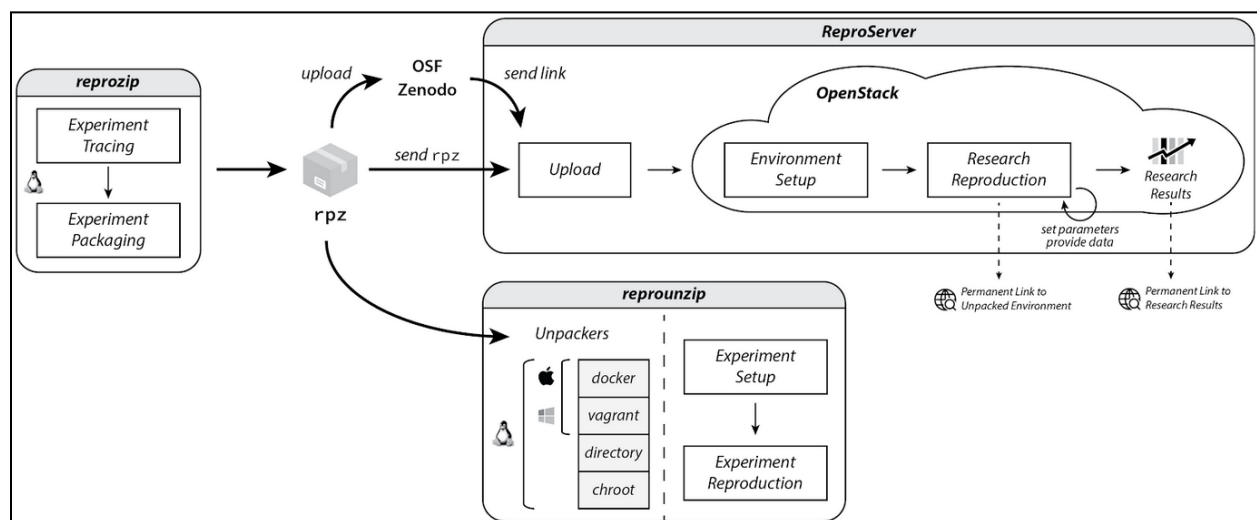 reprozip
Experiment
Tracing
Experiment
Packaging
upload
OSF
Zenodo
send link
send rpz
rpz
ReproServer
OpenStack
Upload
Environment
Setup
Research
Reproduction
Research
Results
set parameters
provide data
Permanent Link to
Unpacked Environment
Permanent Link to
Research Results
reprounzip
Unpackers
docker
vagrant
directory
chroot
Experiment
Setup
Experiment
Reproduction